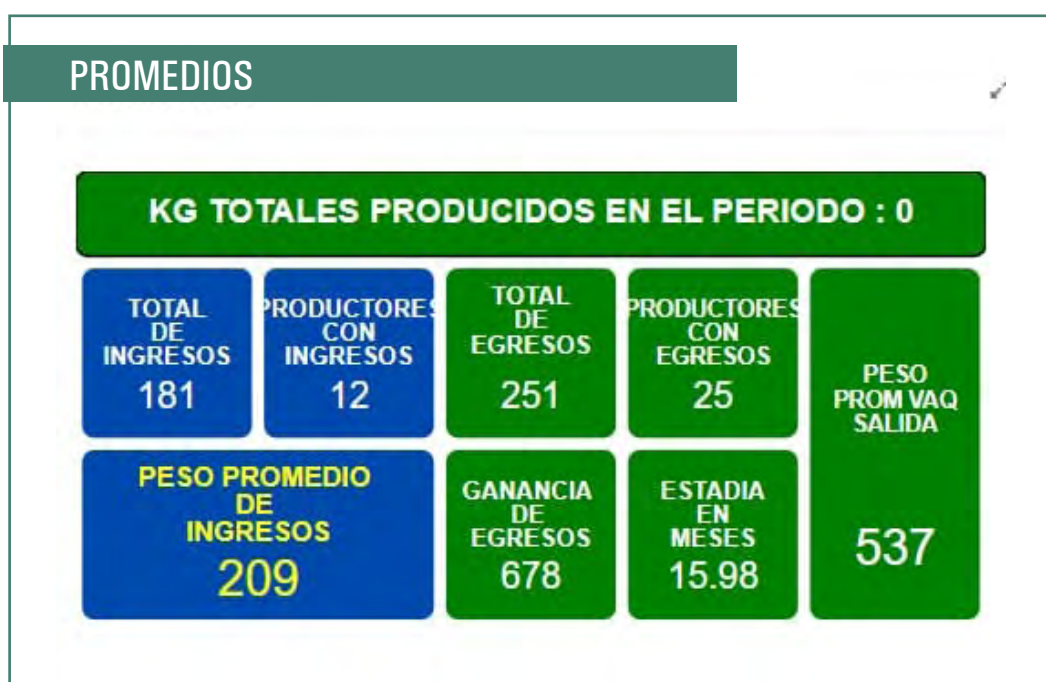 PROMEDIOS
KG TOTALES PRODUCIDOS EN EL PERIODO : 0
TOTAL
DE
INGRESOS
181
PRODUCTORES
CON
INGRESOS
12
TOTAL
DE
EGRESOS
251
PRODUCTORES
CON
EGRESOS
25
PESO
PROM VAQ
SALIDA
537
PESO PROMEDIO
DE
INGRESOS
209
GANANCIA
DE
EGRESOS
678
ESTADIA
EN
MESES
15.98